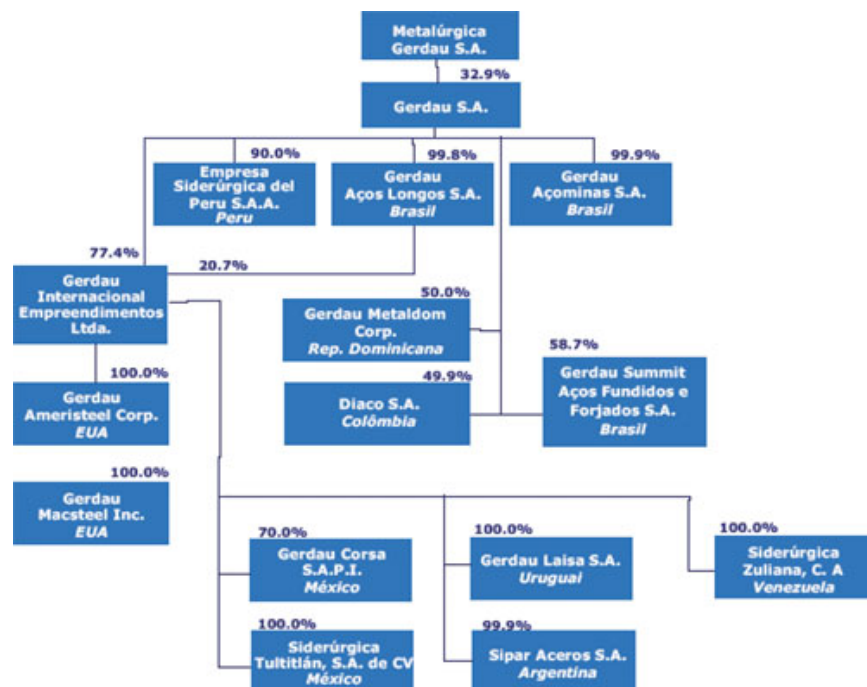 Metalúrgica
Gerdau S.A.
32.9%
Gerdau S.A.
90.0%
Empresa
Siderúrgica del
Peru S.A.A.
Peru
99.8%
Gerdau
Aços Longos S.A.
Brasil
99.9%
Gerdau
Açominas S.A.
Brasil
77.4%
20.7%
Gerdau
Internacional
Empreendimentos
Ltda.
50.0%
Gerdau Metaldom
Corp.
Rep. Dominicana
58.7%
Gerdau Summit
Aços Fundidos e
Forjados S.A.
Brasil
49.9%
Diaco S.A.
Colômbia
100.0%
Gerdau
Ameristeel Corp.
EUA
100.0%
Gerdau
Macsteel Inc.
EUA
70.0%
Gerdau Corsa
S.A.P.I.
México
100.0%
Gerdau Laisa S.A.
Uruguai
100.0%
Siderúrgica
Zuliana, C. A
Venezuela
100.0%
Siderúrgica
Tultitlán, S.A. de CV
México
99.9%
Sipar Aceros S.A.
Argentina